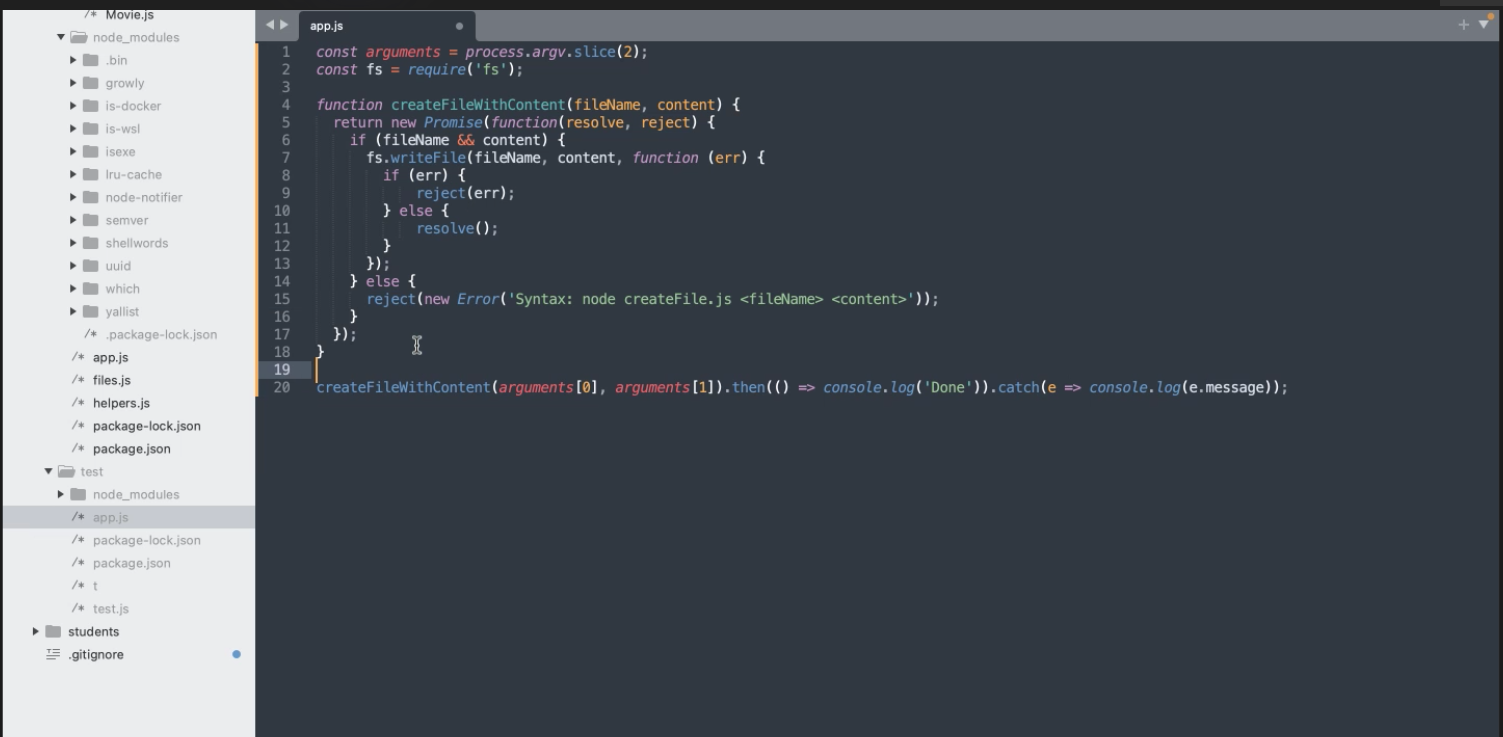 Movie.js
node_modules
.bin
growly
is-docker
is-wsl
isexe
lru-cache
node-notifier
semver
shellwords
uuid
which
yallist
/* .package-lock.json
/* app.js
/* files.js
/* helpers.js
/* package-lock.json
/* package.json
test
node_modules
/* app.js
/* package-lock.json
/* package.json
/* t
/* test.js
students
.gitignore
app.js
1 const arguments = process.argv.slice(2);
2 const fs = require('fs');
3
4 function createFileWithContent(fileName, content) {
5   return new Promise(function(resolve, reject) {
6     if (fileName && content) {
7       fs.writeFile(fileName, content, function (err) {
8         if (err) {
9             reject(err);
10         } else {
11             resolve();
12         }
13       });
14     } else {
15       reject(new Error('Syntax: node createFile.js <fileName> <content>'));
16     }
17   });
18 }
19
20 createFileWithContent(arguments[0], arguments[1]).then(() => console.log('Done')).catch(e => console.log(e.message));